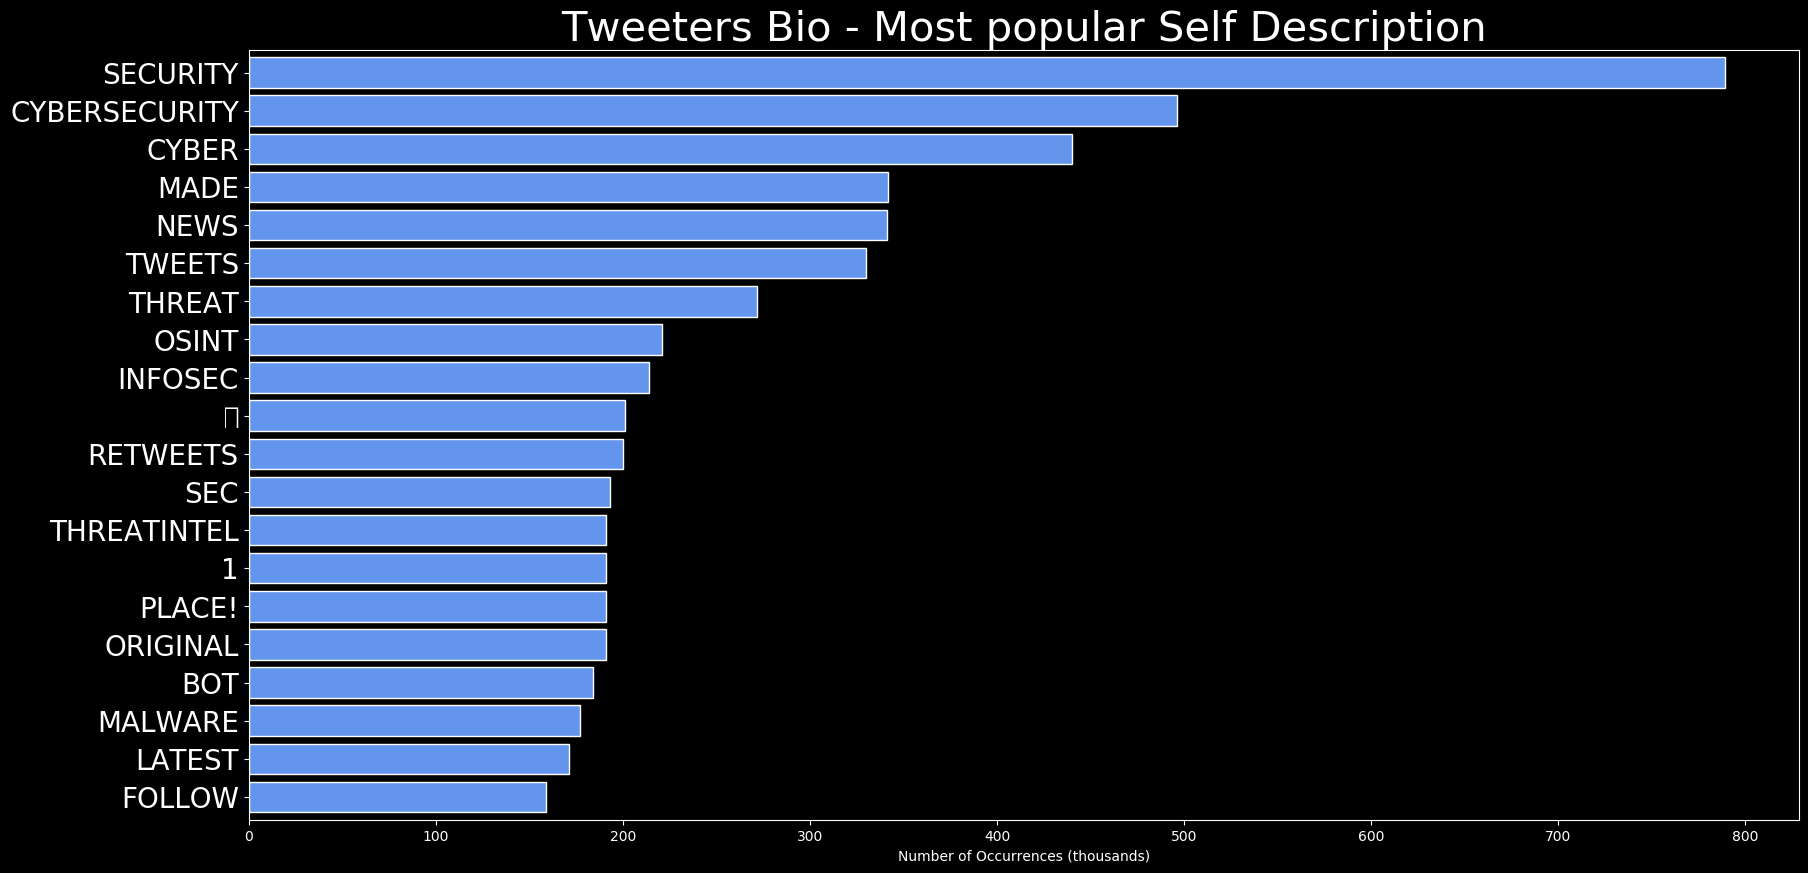 Tweeters Bio - Most popular Self Description
SECURITY
CYBERSECURITY
CYBER
MADE
NEWS
TWEETS
THREAT
OSINT
INFOSEC
RETWEETS
SEC
THREATINTEL
1
PLACE!
ORIGINAL
BOT
MALWARE
LATEST
FOLLOW
0 100 200 300 400 500 600 700 800
Number of Occurrences (thousands)